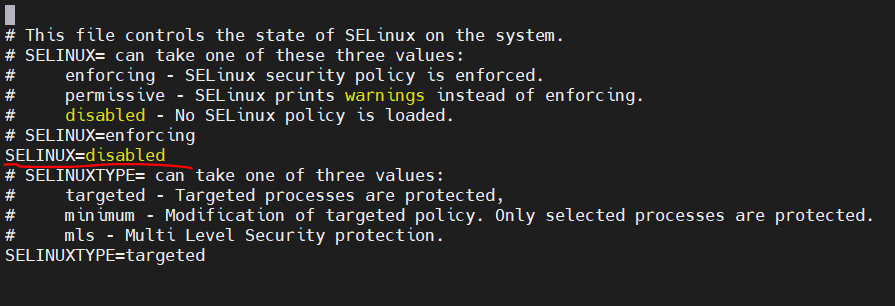 # This file controls the state of SELinux on the system.
# SELINUX= can take one of these three values:
#     enforcing - SELinux security policy is enforced.
#     permissive - SELinux prints warnings instead of enforcing.
#     disabled - No SELinux policy is loaded.
# SELINUX=enforcing
SELINUX=disabled
# SELINUXTYPE= can take one of three values:
#     targeted - Targeted processes are protected,
#     minimum - Modification of targeted policy. Only selected processes are protected.
#     mls - Multi Level Security protection.
SELINUXTYPE=targeted